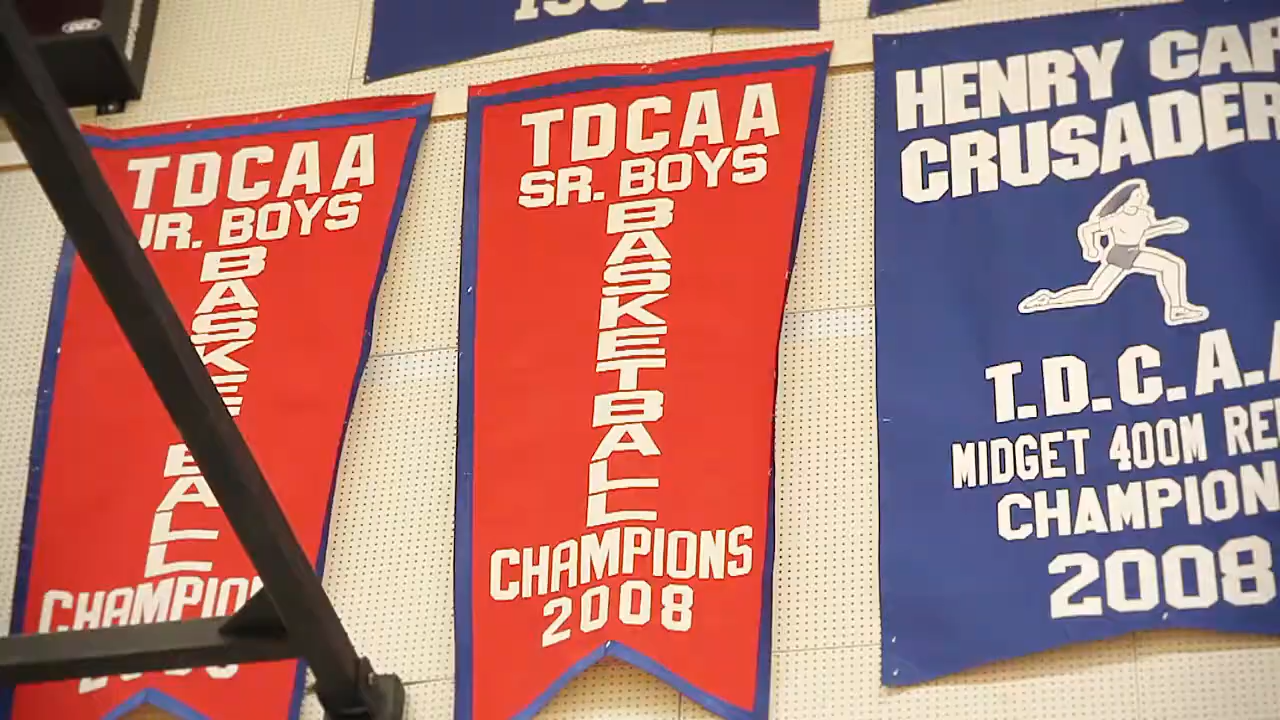 TDCAA
JR. BOYS
BASKE BALL
CHAMPIO
TDCAA
SR. BOYS
BASKETBALL
CHAMPIONS
2008
HENRY CAR
CRUSADER
T.D.C.A.A
MIDGET 400M
CHAMPION
2008